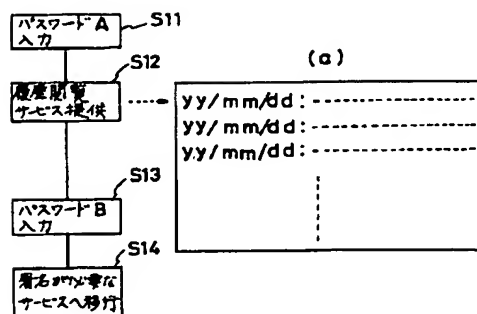 パスワードA
入力
S11
S12
履歴閲覧
サービス提供
(a)
yy/mm/dd:
yy/mm/dd:
yy/mm/dd:
S13
パスワードB
入力
S14
署名が必要な
サービスへ移行